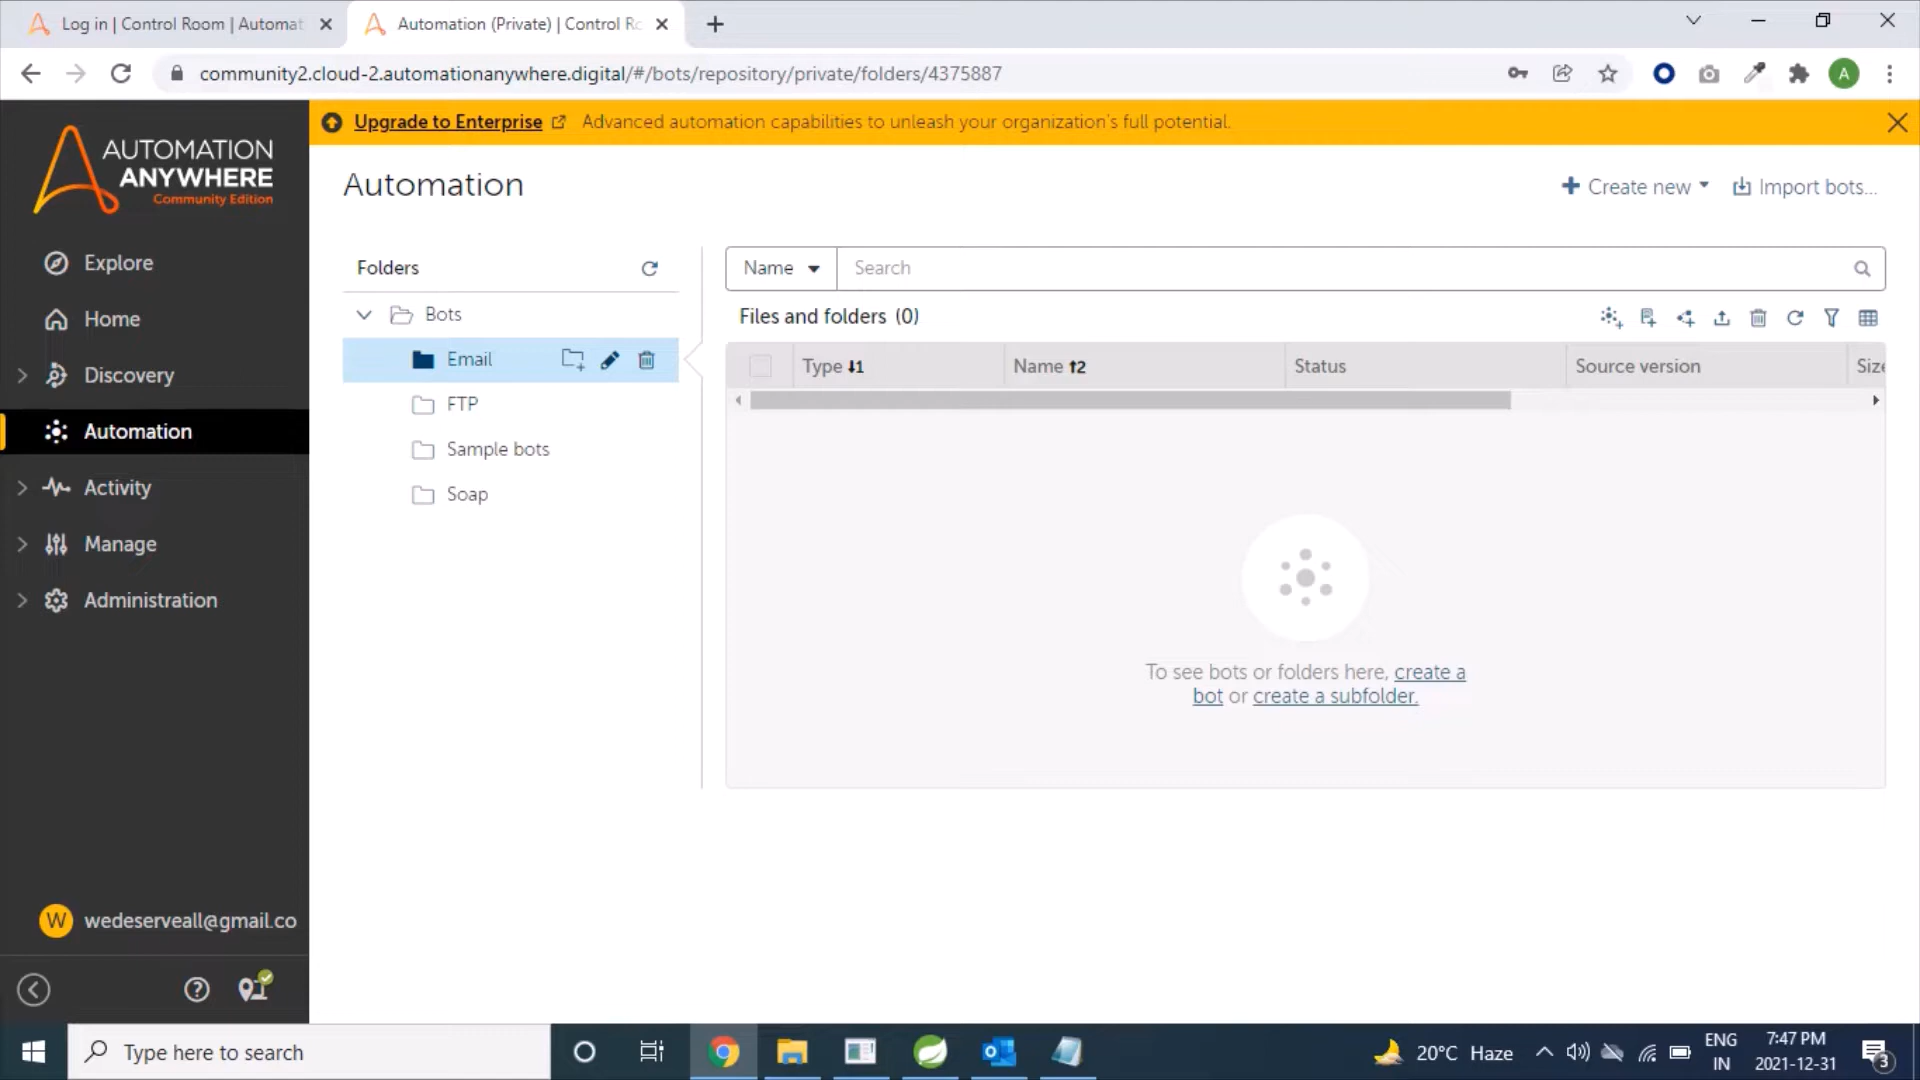 Log in | Control Room | Automat
Automation (Private) | Control Ro
community2.cloud-2.automationanywhere.digital/#/bots/repository/private/folders/4375887
A
Upgrade to Enterprise Advanced automation capabilities to unleash your organization's full potential.
AUTOMATION
ANYWHERE
Community Edition
Explore
Home
Discovery
Automation
Activity
Manage
Administration
W wedeserveall@gmail.co
Automation
Create new
Import bots...
Folders
Bots
Email
FTP
Sample bots
Soap
Name
Search
Files and folders (0)
Type Name Status Source version Size
To see bots or folders here, create a
bot or create a subfolder.
Type here to search
20°C Haze
ENG
IN
7:47 PM
2021-12-31
3